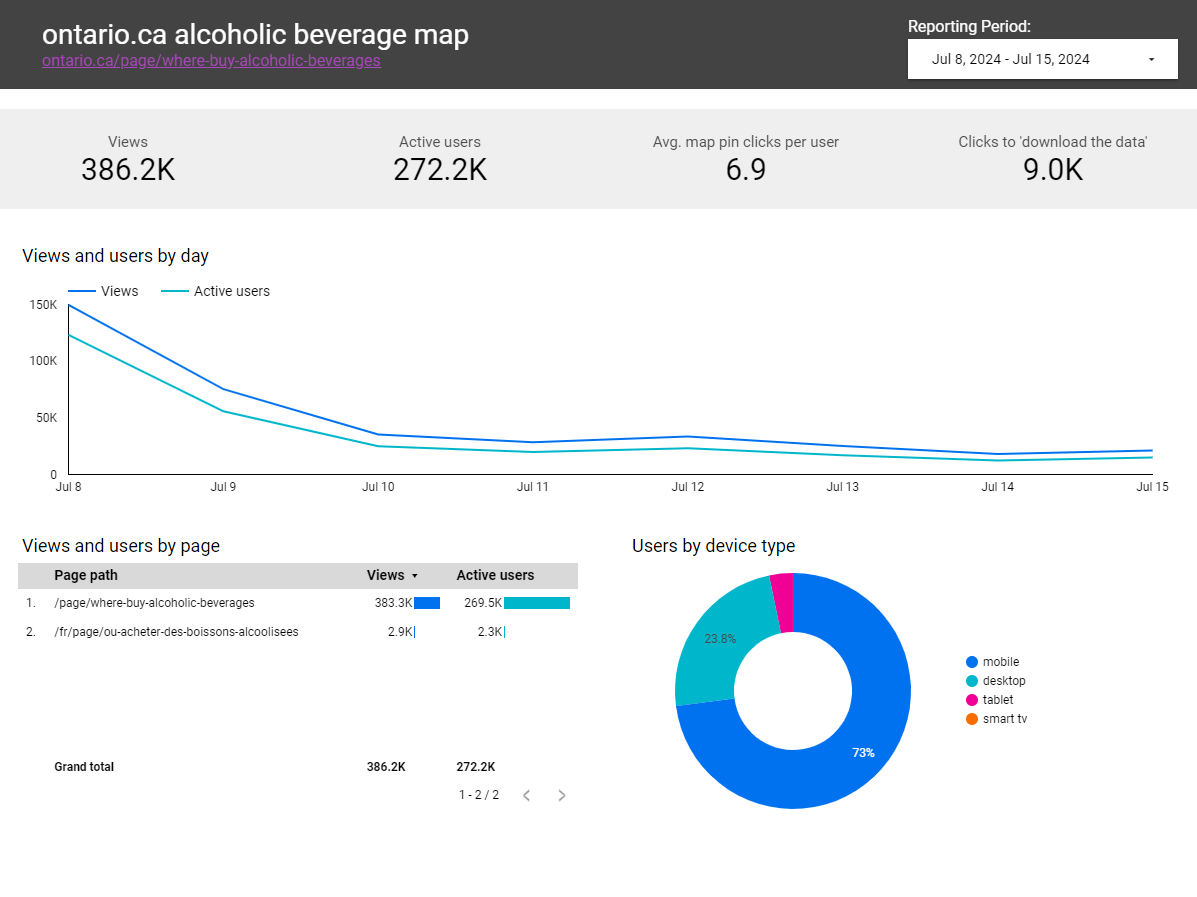 ontario.ca alcoholic beverage map
ontario.ca/page/where-buy-alcoholic-beverages
Reporting Period:
Jul 8, 2024 - Jul 15, 2024
Views
386.2K
Active users
272.2K
Avg. map pin clicks per user
6.9
Clicks to 'download the data'
9.0K
Views and users by day
Views Active users
150K
100K
50K
0
Jul 8 Jul 9 Jul 10 Jul 11 Jul 12 Jul 13 Jul 14 Jul 15
Views and users by page
Page path Views Active users
1. /page/where-buy-alcoholic-beverages 383.3K 269.5K
2. /fr/page/ou-acheter-des-boissons-alcoolisees 2.9K 2.3K
Grand total 386.2K 272.2K
1 - 2 / 2
Users by device type
23.8%
73%
mobile
desktop
tablet
smart tv